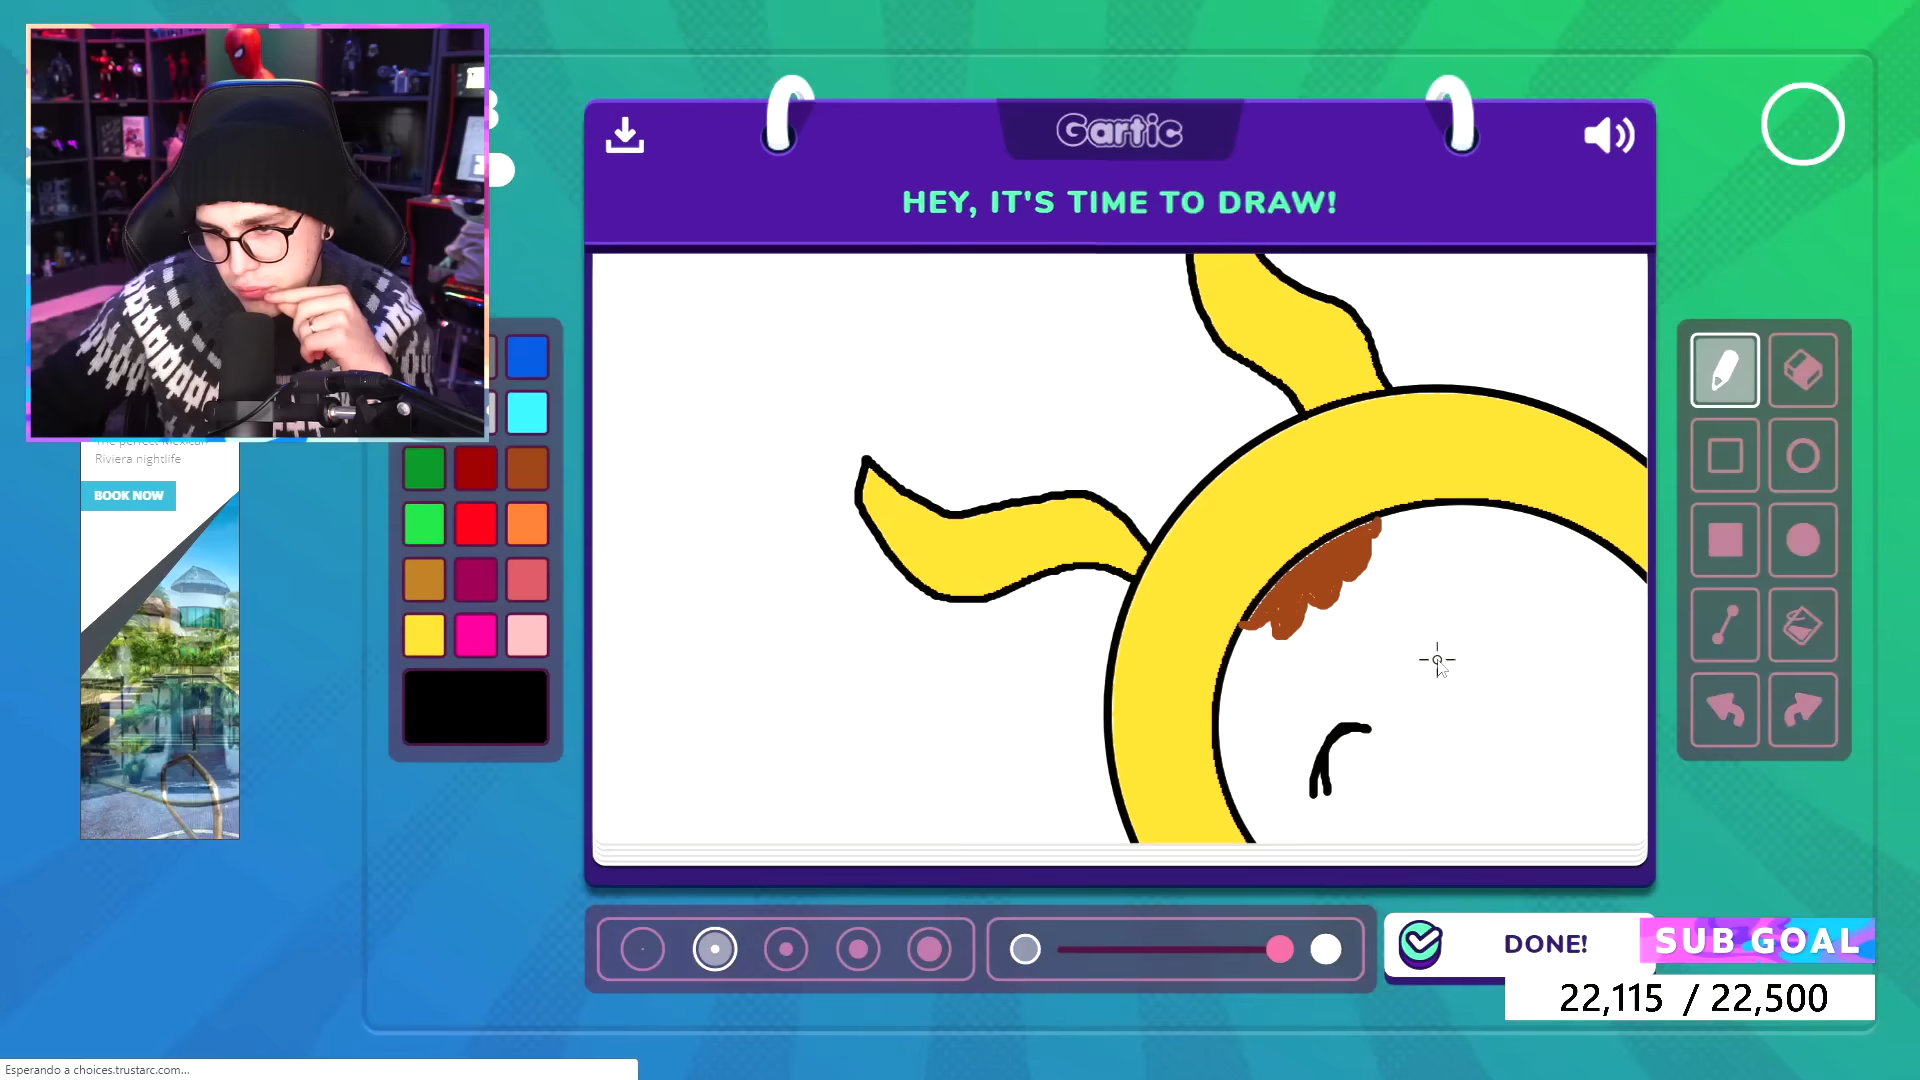 Gartic
HEY, IT'S TIME TO DRAW!
Riviera nightlife
BOOK NOW
DONE!
SUB GOAL
22,115 / 22,500
Esperando a choices.trustarc.com...